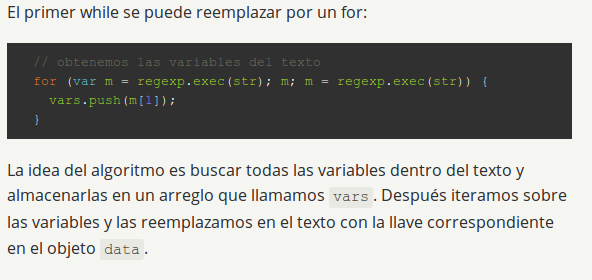 El primer while se puede reemplazar por un for:
// obtenemos las variables del texto
for (var m = regexp.exec(str); m; m = regexp.exec(str)) {
  vars.push(m[1]);
}
La idea del algoritmo es buscar todas las variables dentro del texto y
almacenarlas en un arreglo que llamamos vars. Después iteramos sobre
las variables y las reemplazamos en el texto con la llave correspondiente
en el objeto data.